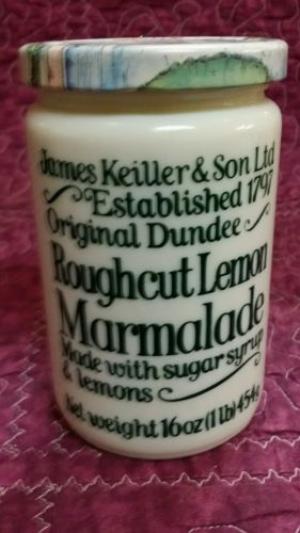 James Keiller & Son Ltd
Established 1797
Original Dundee
Roughcut Lemon
Marmalade
Made with sugar syrup
& lemons
Net weight 16oz (1 lb) 454g